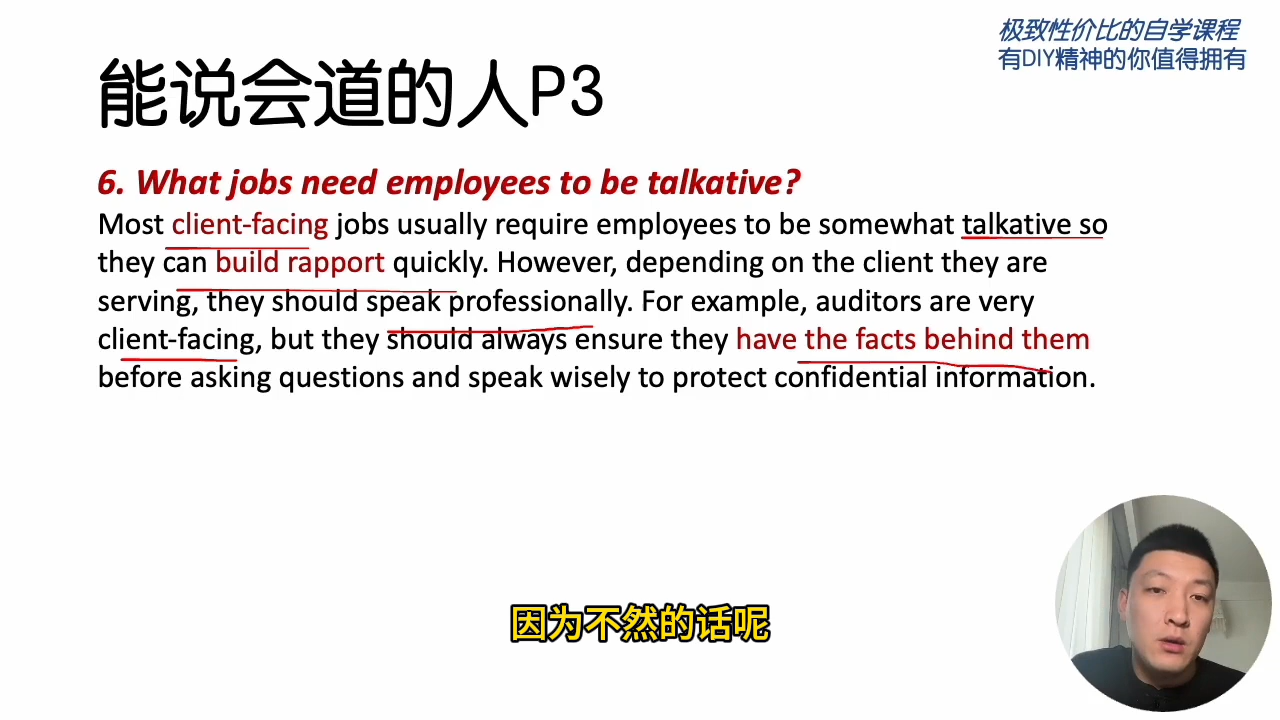 极致性价比的自学课程
有DIY精神的你值得拥有
能说会道的人P3
6. What jobs need employees to be talkative?
Most client-facing jobs usually require employees to be somewhat talkative so
they can build rapport quickly. However, depending on the client they are
serving, they should speak professionally. For example, auditors are very
client-facing, but they should always ensure they have the facts behind them
before asking questions and speak wisely to protect confidential information.
因为不然的话呢